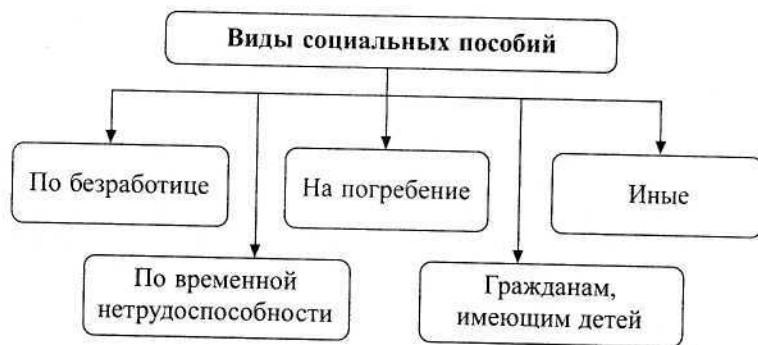 Виды социальных пособий
По безработице
На погребение
Иные
По временной
нетрудоспособности
Гражданам,
имеющим детей